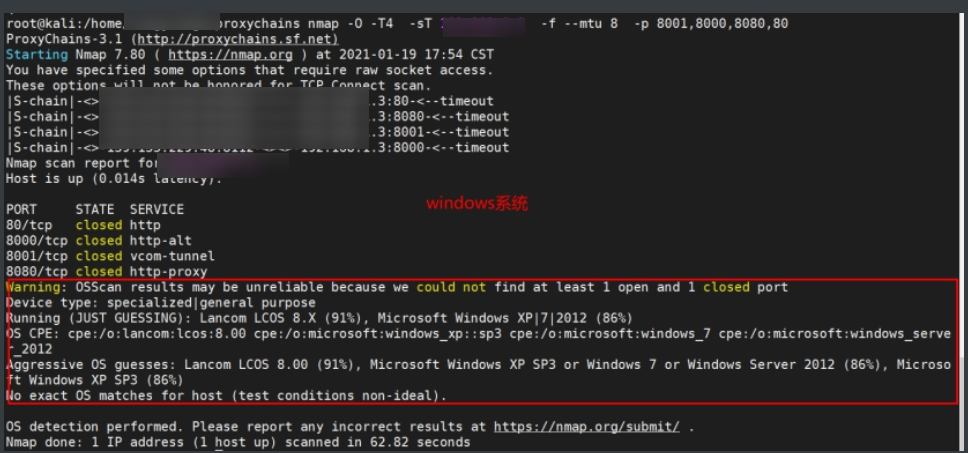 root@kali:/home/ proxychains nmap -O -T4 -sT -f --mtu 8 -p 8001,8000,8080,80
ProxyChains-3.1 (http://proxychains.sf.net)
Starting Nmap 7.80 ( https://nmap.org ) at 2021-01-19 17:54 CST
You have specified some options that require raw socket access.
These options will not be honored for TCP Connect scan.
|S-chain|-<> .3:80-<--timeout
|S-chain|-<> .3:8080-<--timeout
|S-chain|-<> .3:8001-<--timeout
|S-chain|-<> .3:8000-<--timeout
Nmap scan report for
Host is up (0.014s latency).
windows系统
PORT STATE SERVICE
80/tcp closed http
8000/tcp closed http-alt
8001/tcp closed vcom-tunnel
8080/tcp closed http-proxy
Warning: OSScan results may be unreliable because we could not find at least 1 open and 1 closed port
Device type: specialized|general purpose
Running (JUST GUESSING): Lancom LCOS 8.X (91%), Microsoft Windows XP|7|2012 (86%)
OS CPE: cpe:/o:lancom:lcos:8.00 cpe:/o:microsoft:windows_xp::sp3 cpe:/o:microsoft:windows_7 cpe:/o:microsoft:windows_serve
r_2012
Aggressive OS guesses: Lancom LCOS 8.00 (91%), Microsoft Windows XP SP3 or Windows 7 or Windows Server 2012 (86%), Microso
ft Windows XP SP3 (86%)
No exact OS matches for host (test conditions non-ideal).
OS detection performed. Please report any incorrect results at https://nmap.org/submit/ .
Nmap done: 1 IP address (1 host up) scanned in 62.82 seconds